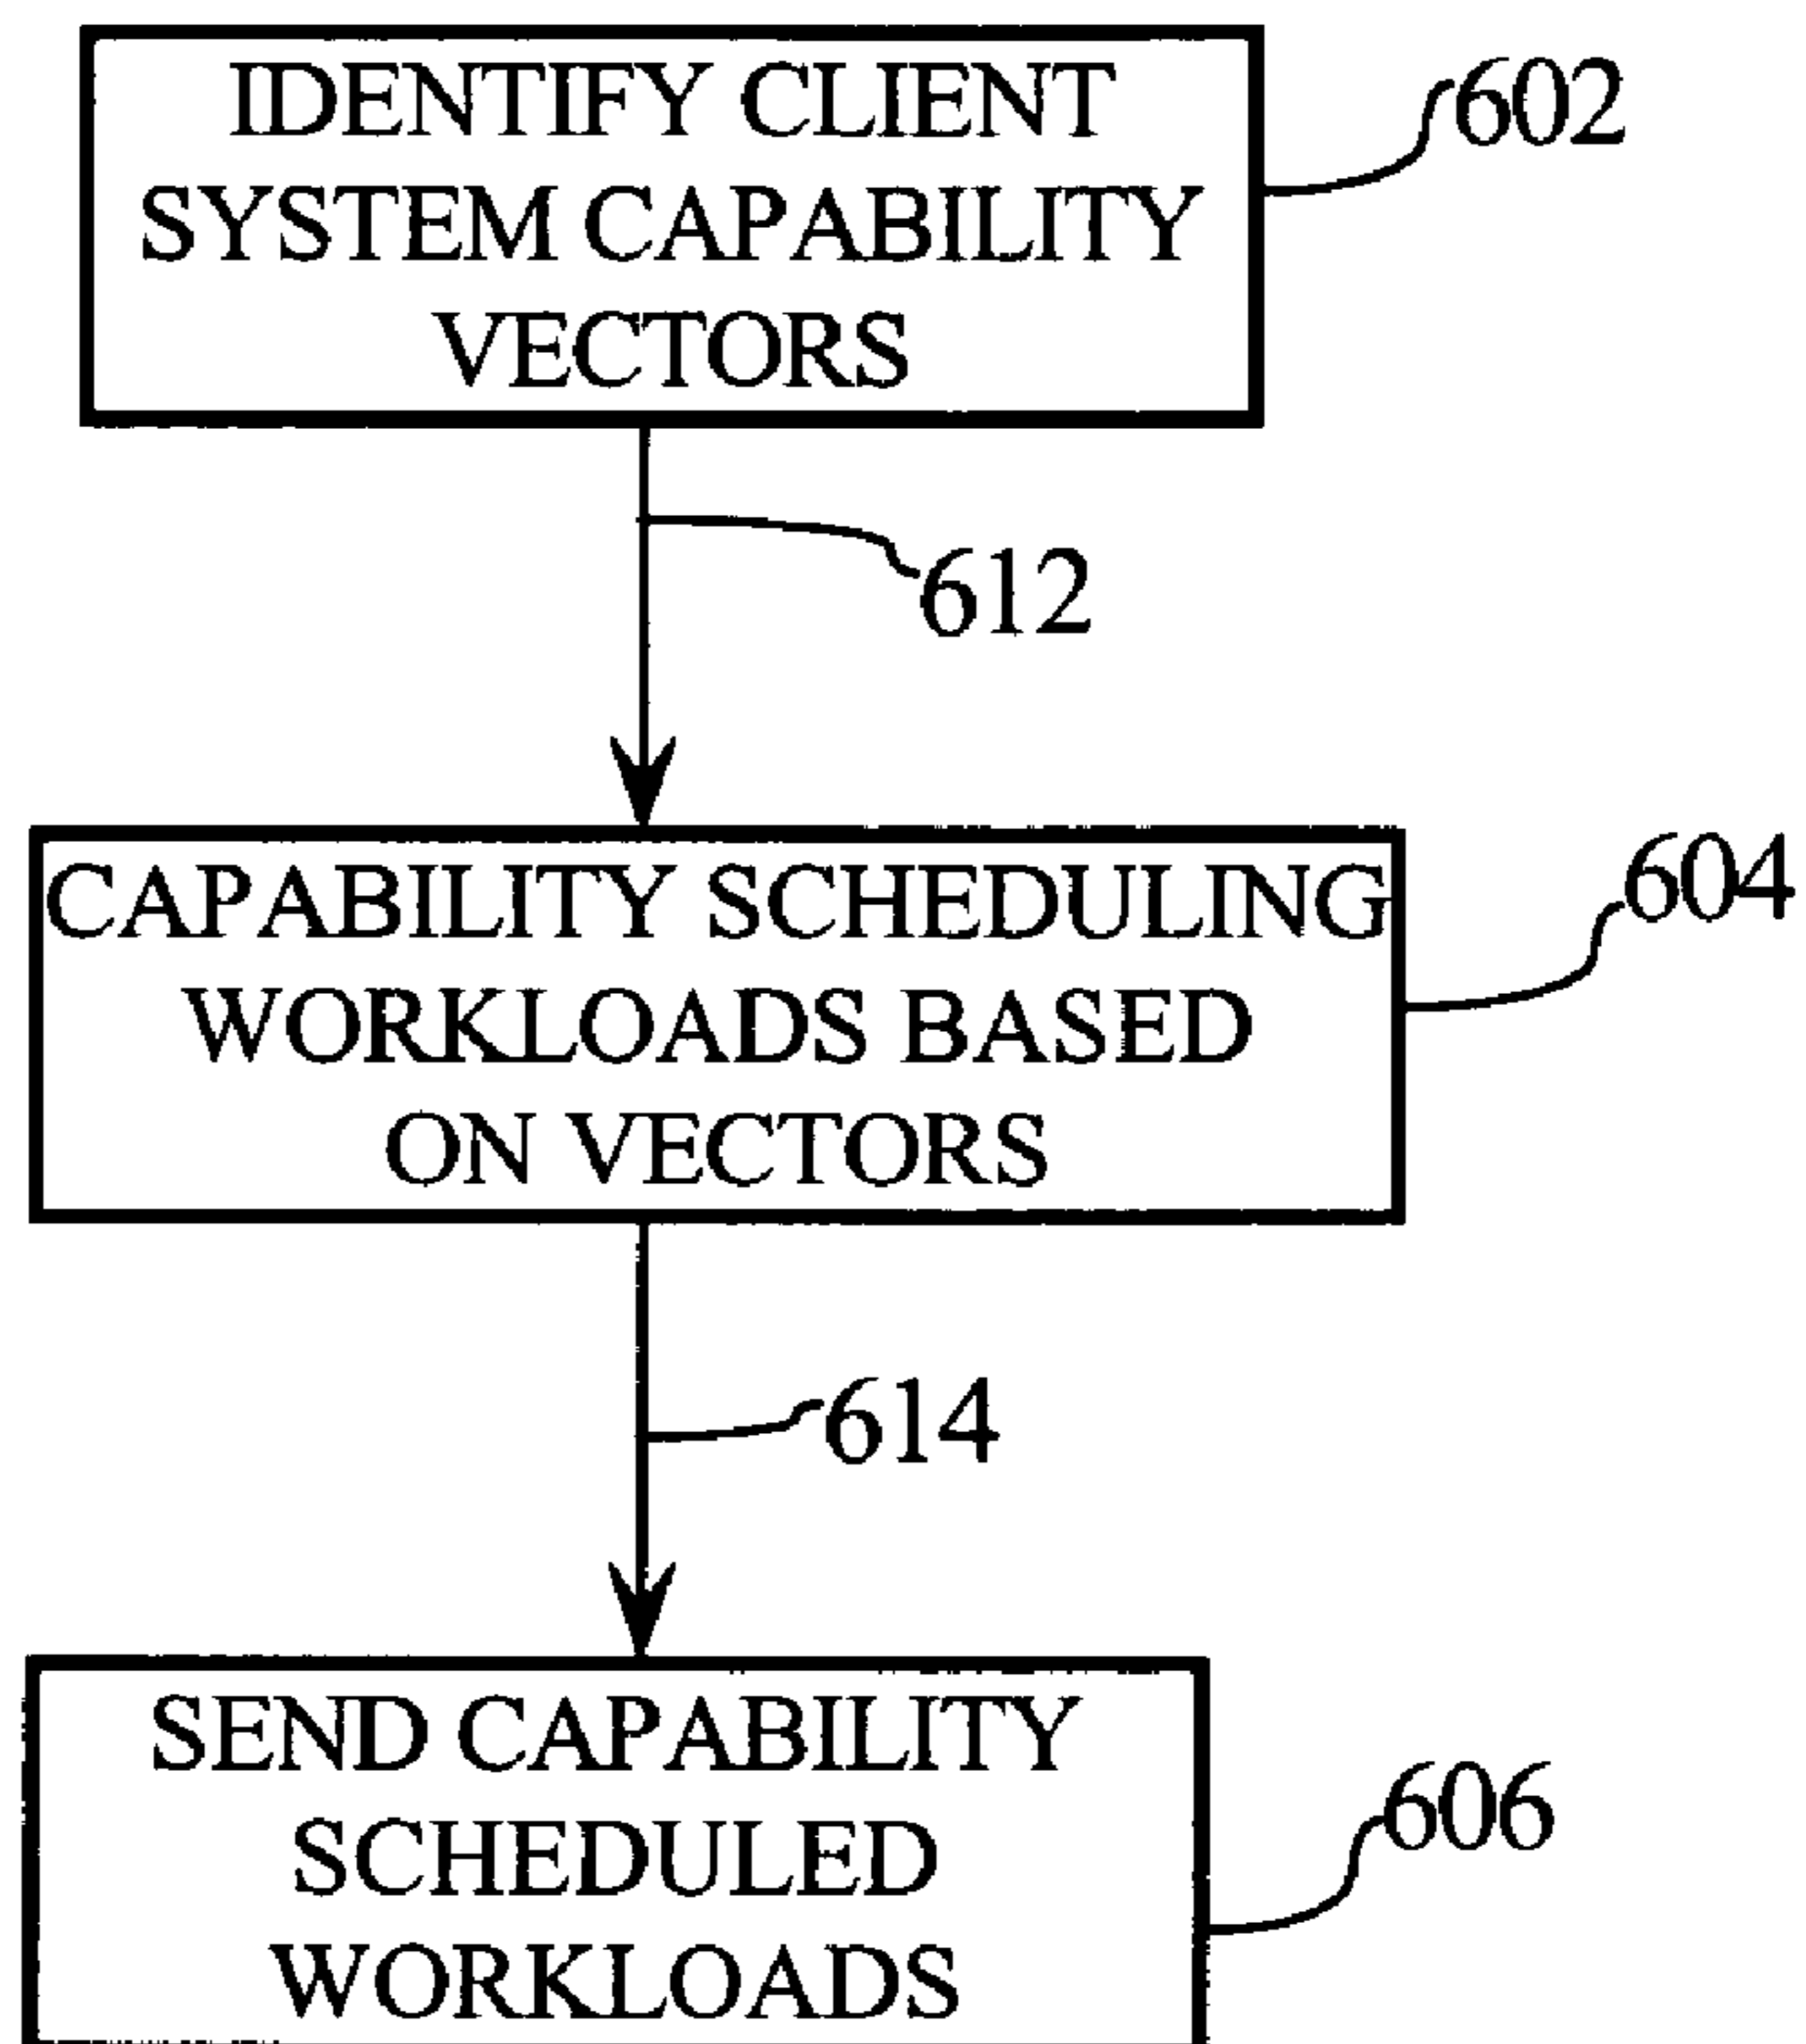 IDENTIFY CLIENT
SYSTEM CAPABILITY
VECTORS
602
612
CAPABILITY SCHEDULING
WORKLOADS BASED
ON VECTORS
604
614
SEND CAPABILITY
SCHEDULED
WORKLOADS
606